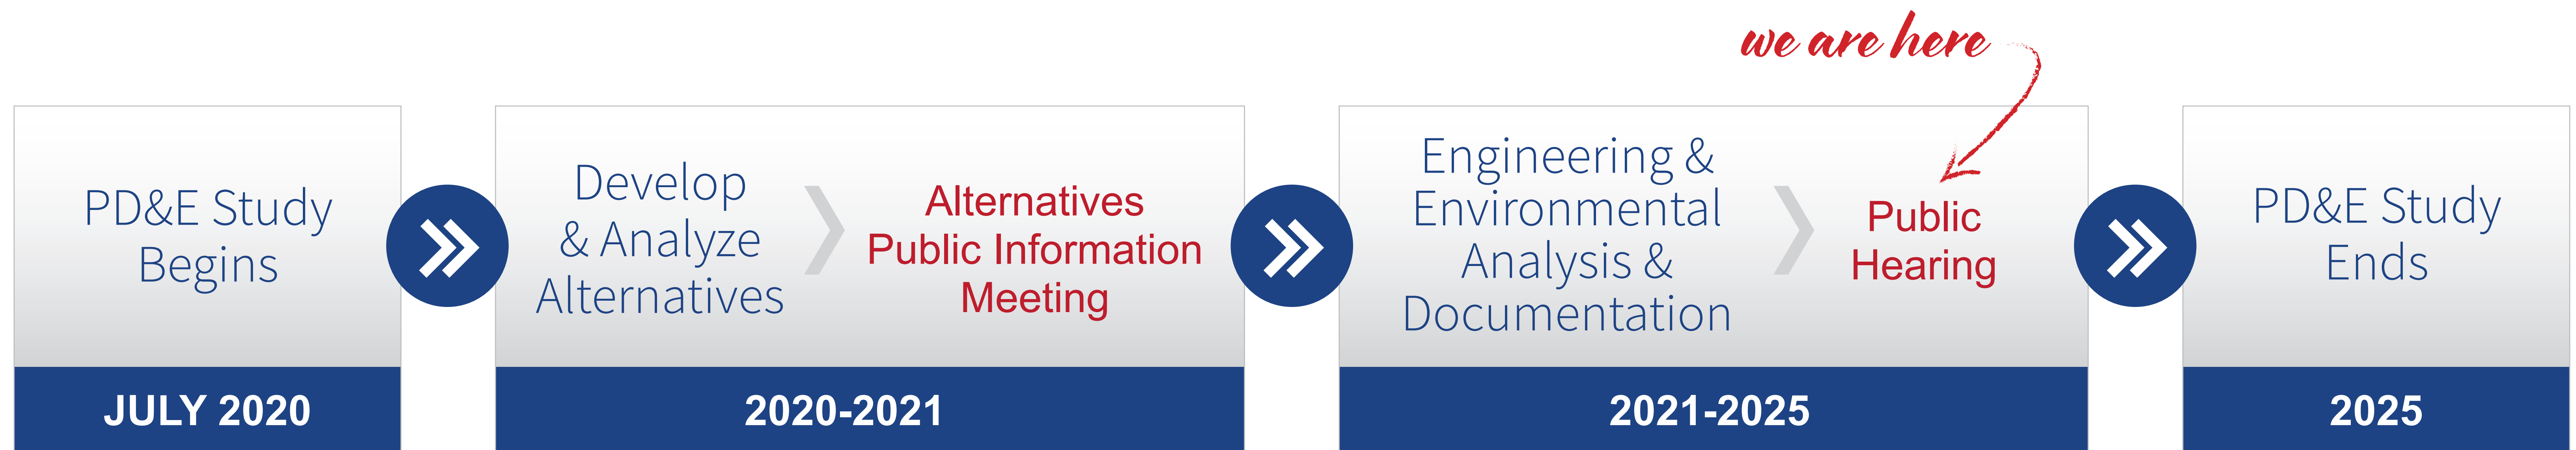 we are here
PD&E Study
Begins
JULY 2020
Develop
& Analyze
Alternatives
Alternatives
Public Information
Meeting
2020-2021
Engineering &
Environmental
Analysis &
Documentation
Public
Hearing
2021-2025
PD&E Study
Ends
2025